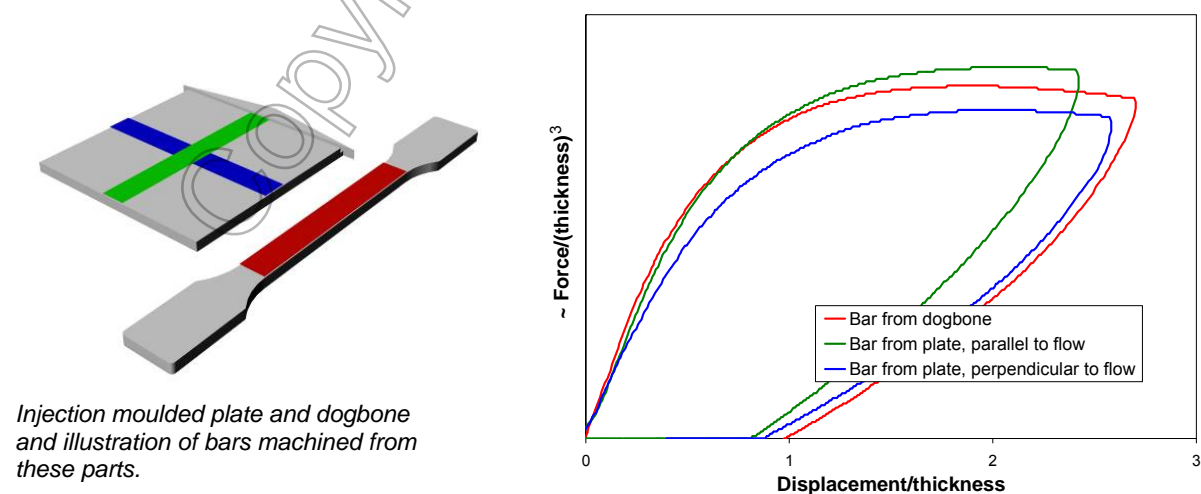 Copy
Injection moulded plate and dogbone
and illustration of bars machined from
these parts.
~ Force/(thickness)3
Bar from dogbone
Bar from plate, parallel to flow
Bar from plate, perpendicular to flow
0 1 2 3
Displacement/thickness